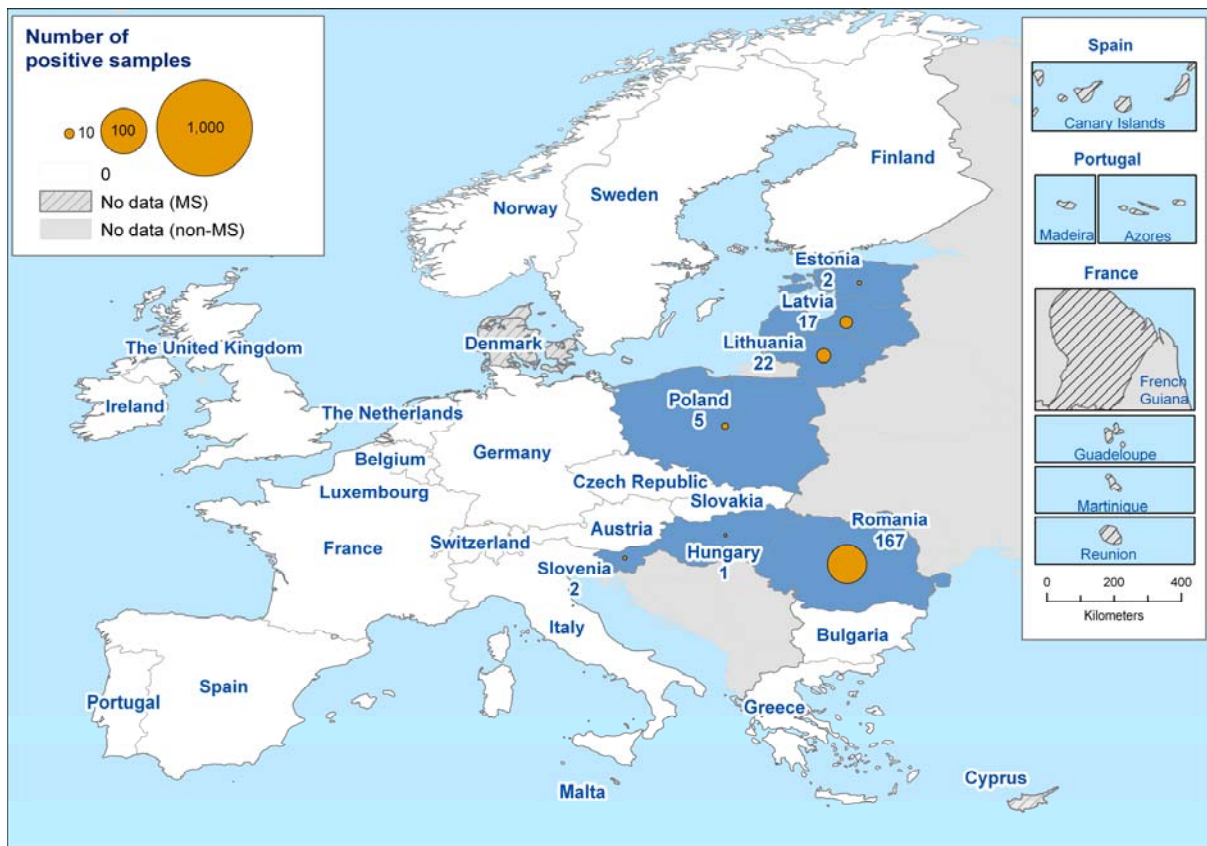 Number of
positive samples
10
100
1,000
0
No data (MS)
No data (non-MS)
Finland
Sweden
Norway
Estonia
2
Latvia
17
Lithuania
22
Denmark
The United Kingdom
Ireland
The Netherlands
Poland
5
Belgium
Germany
Luxembourg
Czech Republic
Slovakia
France
Switzerland
Austria
Hungary
1
Romania
167
Slovenia
2
Italy
Bulgaria
Portugal
Spain
Greece
Malta
Cyprus
Spain
Canary Islands
Portugal
Madeira
Azores
France
French
Guiana
Guadeloupe
Martinique
Reunion
0 200 400
Kilometers